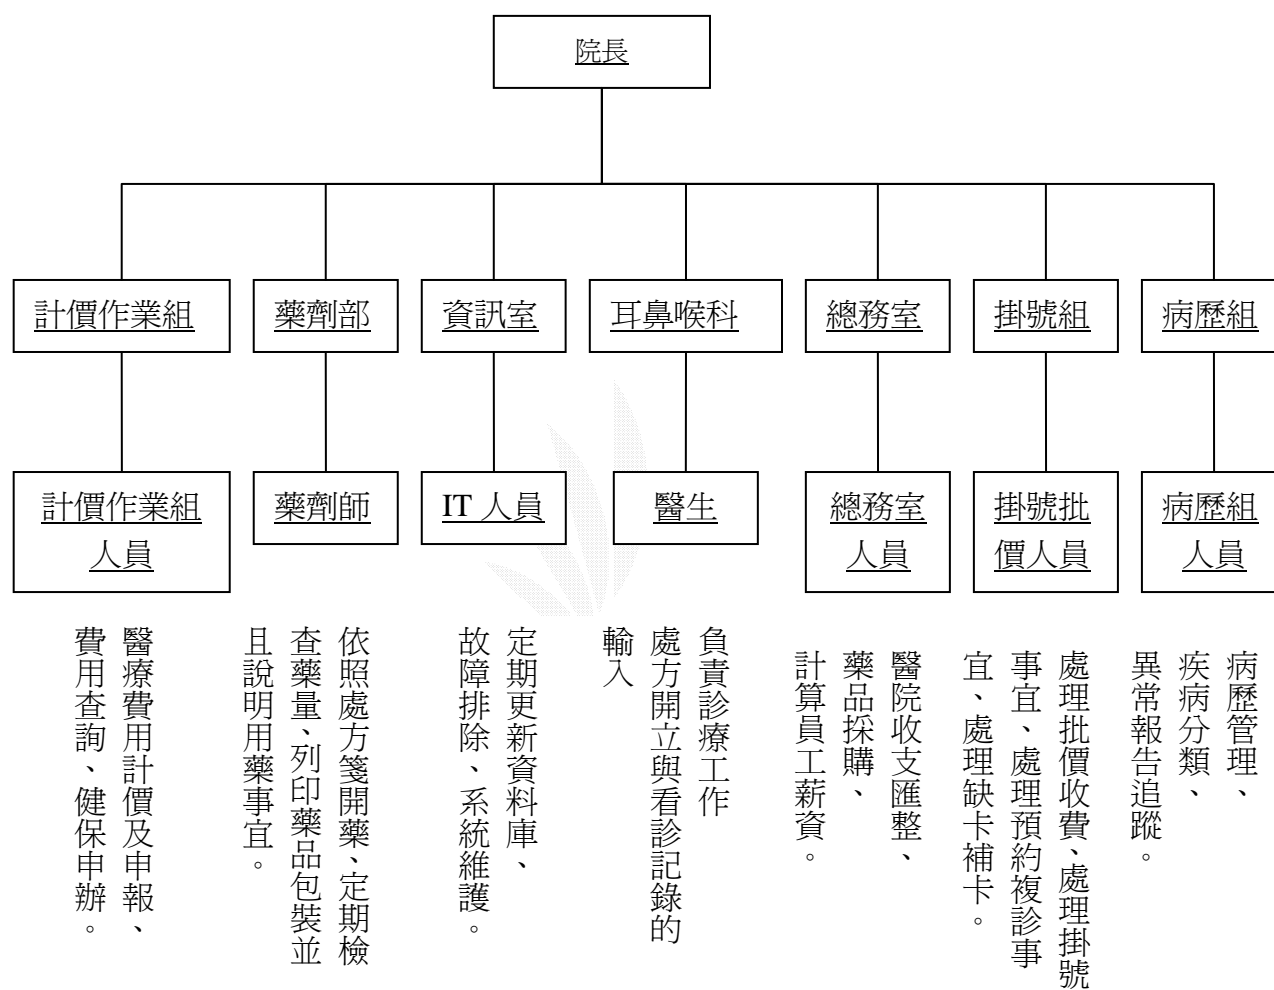 院長
計價作業組
藥劑部
資訊室
耳鼻喉科
總務室
掛號組
病歷組
計價作業組
人員
藥劑師
IT 人員
醫生
總務室
人員
掛號批
價人員
病歷組
人員
醫療費用計價及申報、
費用查詢、健保申辦。
依照處方箋開藥、定期檢
查藥量、列印藥品包裝並
且說明用藥事宜。
定期更新資料庫、
故障排除、系統維護。
負責診療工作
處方開立與看診記錄的
輸入
醫院收支匯整、
藥品採購、
計算員工薪資。
處理批價收費、處理掛號
事宜、處理預約複診事
宜、處理缺卡補卡。
病歷管理、
疾病分類、
異常報告追蹤。